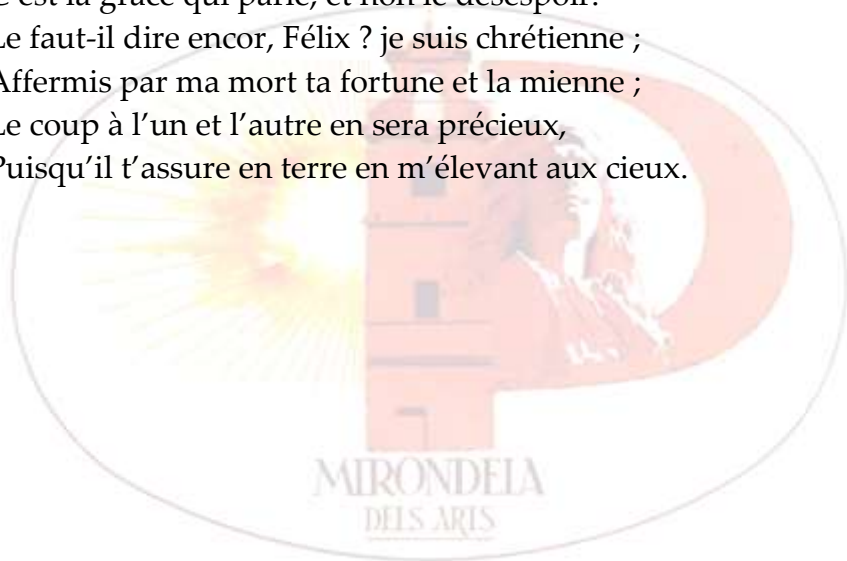 C'est la grâce qui parle, et non le désespoir.
Le faut-il dire encor, Félix ? je suis chrétienne ;
Affermis par ma mort ta fortune et la mienne ;
Le coup à l'un et l'autre en sera précieux,
Puisqu'il t'assure en terre en m'élevant aux cieux.
MIRONDELA
DELS ARTS